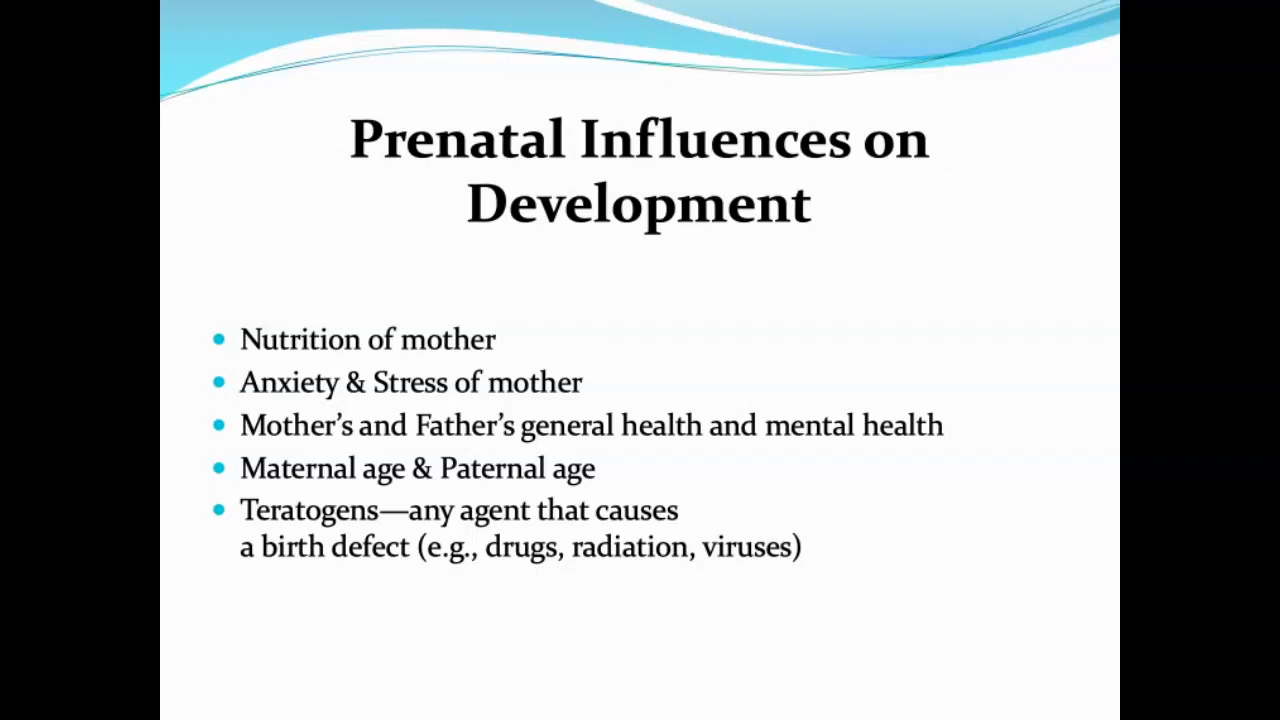 Prenatal Influences on
Development
• Nutrition of mother
• Anxiety & Stress of mother
• Mother’s and Father’s general health and mental health
• Maternal age & Paternal age
• Teratogens—any agent that causes
a birth defect (e.g., drugs, radiation, viruses)